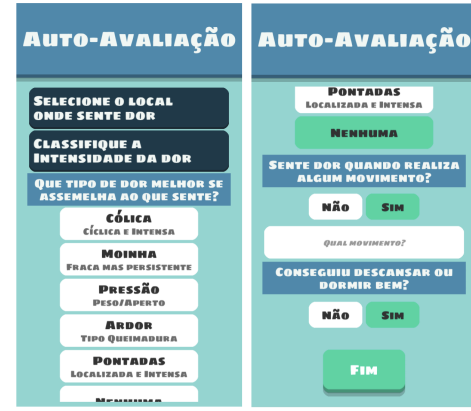 Auto-Avaliação
Selecione o local
onde sente dor
Classifique a
Intensidade da dor
Que tipo de dor melhor se
assemelha ao que sente?
Cólica
Cíclica e Intensa
Moinha
Fraca mas persistente
Pressão
Peso/Aperto
Ardor
Tipo Queimadura
Pontadas
Localizada e Intensa
Nenhuma
Auto-Avaliação
Pontadas
Localizada e Intensa
Nenhuma
Sente dor quando realiza
algum movimento?
Não Sim
Qual movimento?
Conseguiu descansar ou
dormir bem?
Não Sim
Fim